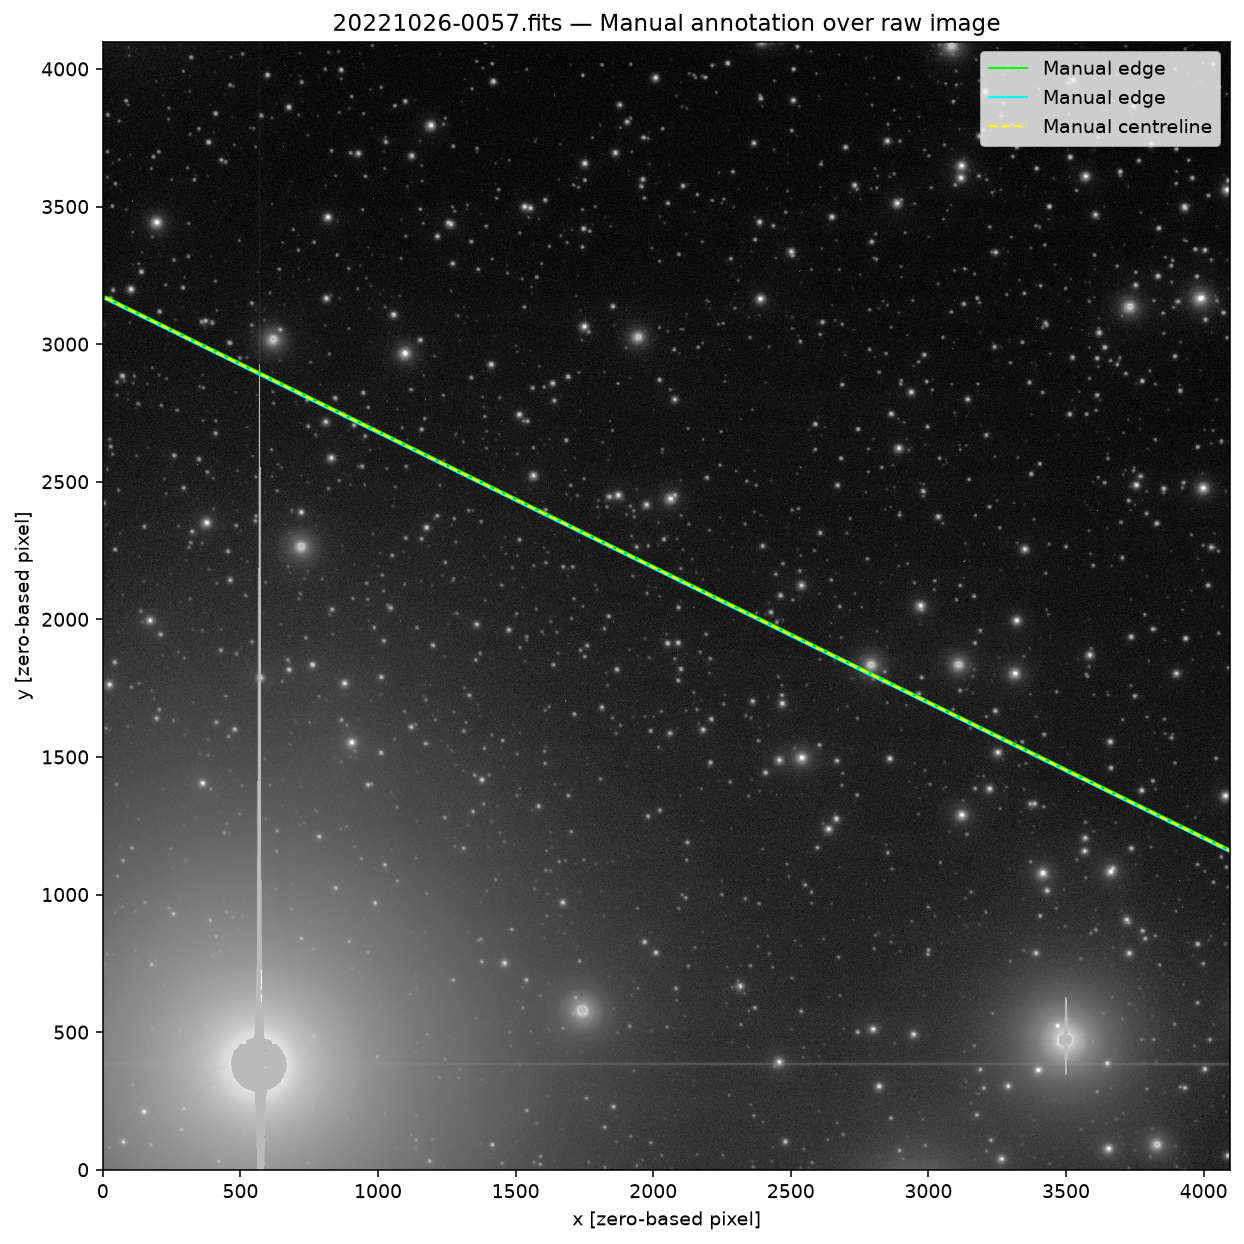 20221026-0057.fits — Manual annotation over raw image
Manual edge
Manual edge
Manual centreline
4000
3500
3000
2500
2000
1500
1000
500
0
y [zero-based pixel]
0 500 1000 1500 2000 2500 3000 3500 4000
x [zero-based pixel]